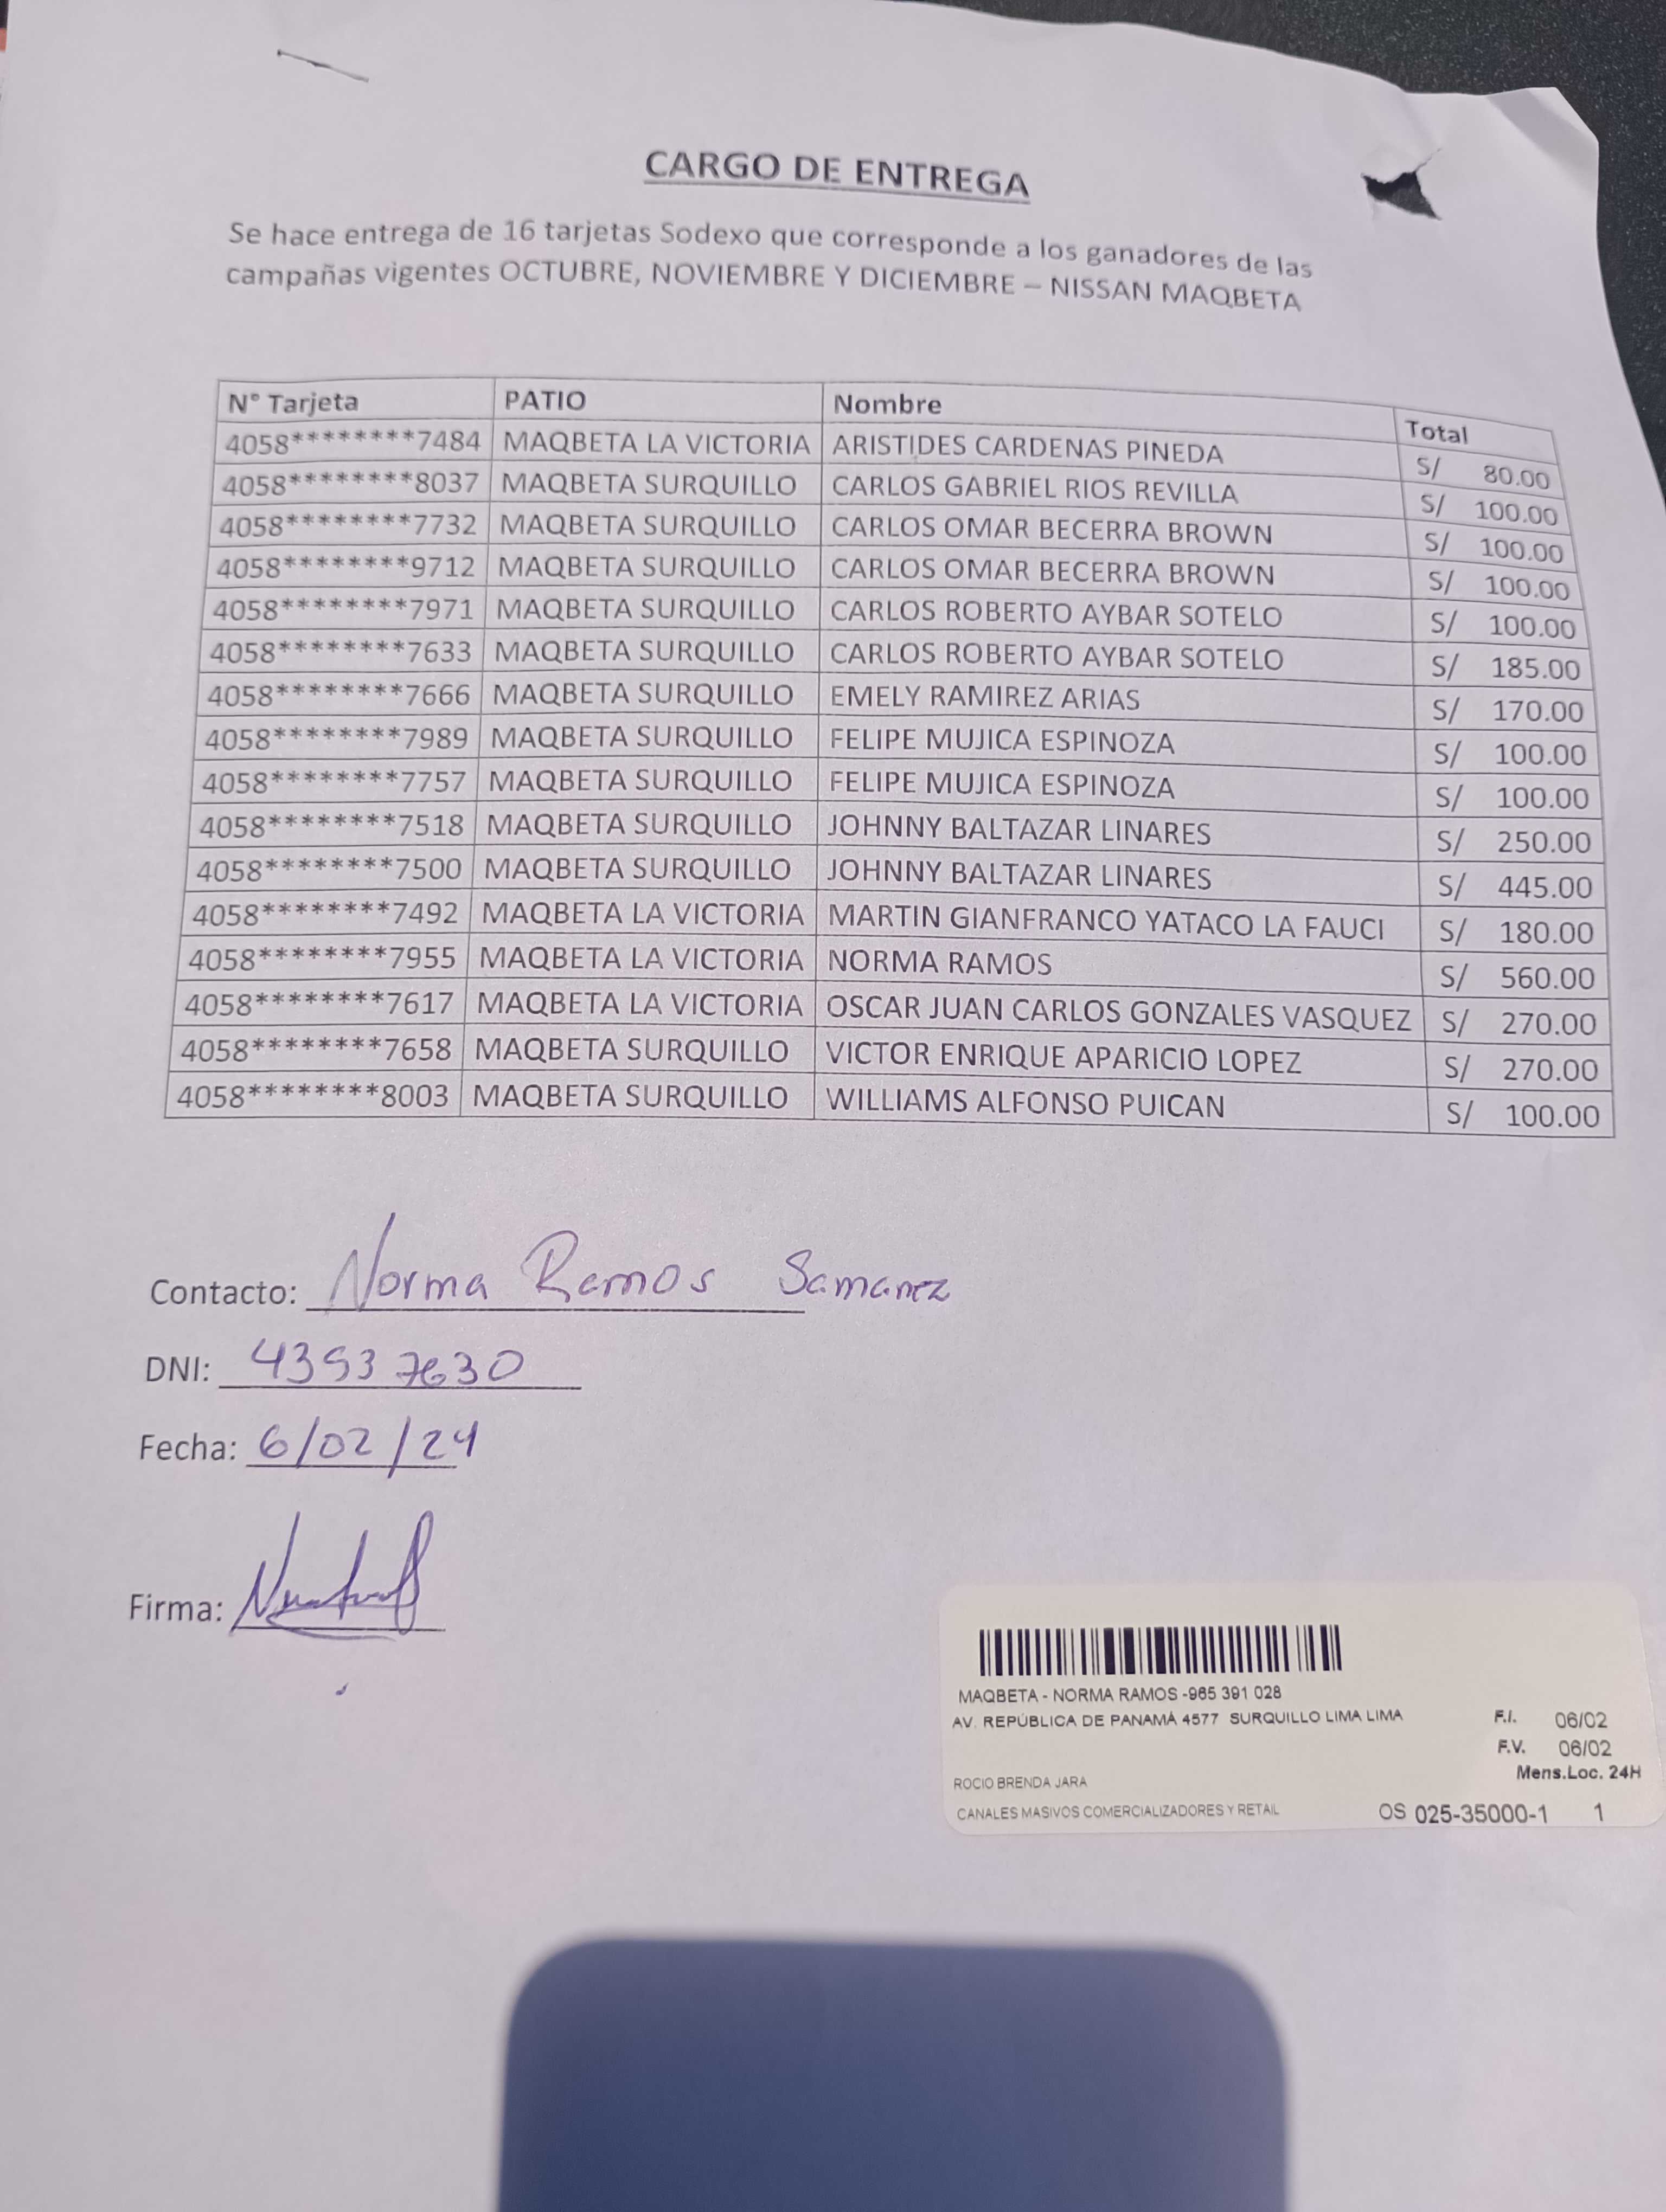 CARGO DE ENTREGA
Se hace entrega de 16 tarjetas Sodexo que corresponde a los ganadores de las
campañas vigentes OCTUBRE, NOVIEMBRE Y DICIEMBRE – NISSAN MAQBETA
N° Tarjeta PATIO Nombre Total
4058********7484 MAQBETA LA VICTORIA ARISTIDES CARDENAS PINEDA S/ 80.00
4058********8037 MAQBETA SURQUILLO CARLOS GABRIEL RIOS REVILLA S/ 100.00
4058********7732 MAQBETA SURQUILLO CARLOS OMAR BECERRA BROWN S/ 100.00
4058********9712 MAQBETA SURQUILLO CARLOS OMAR BECERRA BROWN S/ 100.00
4058********7971 MAQBETA SURQUILLO CARLOS ROBERTO AYBAR SOTELO S/ 100.00
4058********7633 MAQBETA SURQUILLO CARLOS ROBERTO AYBAR SOTELO S/ 185.00
4058********7666 MAQBETA SURQUILLO EMELY RAMIREZ ARIAS S/ 170.00
4058********7989 MAQBETA SURQUILLO FELIPE MUJICA ESPINOZA S/ 100.00
4058********7757 MAQBETA SURQUILLO FELIPE MUJICA ESPINOZA S/ 100.00
4058********7518 MAQBETA SURQUILLO JOHNNY BALTAZAR LINARES S/ 250.00
4058********7500 MAQBETA SURQUILLO JOHNNY BALTAZAR LINARES S/ 445.00
4058********7492 MAQBETA LA VICTORIA MARTIN GIANFRANCO YATACO LA FAUCI S/ 180.00
4058********7955 MAQBETA LA VICTORIA NORMA RAMOS S/ 560.00
4058********7617 MAQBETA LA VICTORIA OSCAR JUAN CARLOS GONZALES VASQUEZ S/ 270.00
4058********7658 MAQBETA SURQUILLO VICTOR ENRIQUE APARICIO LOPEZ S/ 270.00
4058********8003 MAQBETA SURQUILLO WILLIAMS ALFONSO PUICAN S/ 100.00
Contacto: Norma Ramos Samanez
DNI:
Fecha: 6/02/24
Firma:
MAQBETA - NORMA RAMOS -965 391 028
AV. REPÚBLICA DE PANAMÁ 4577 SURQUILLO LIMA LIMA
F.I. 06/02
F.V. 06/02
Mens.Loc. 24H
ROCIO BRENDA JARA
CANALES MASIVOS COMERCIALIZADORES Y RETAIL
OS 025-35000-1 1